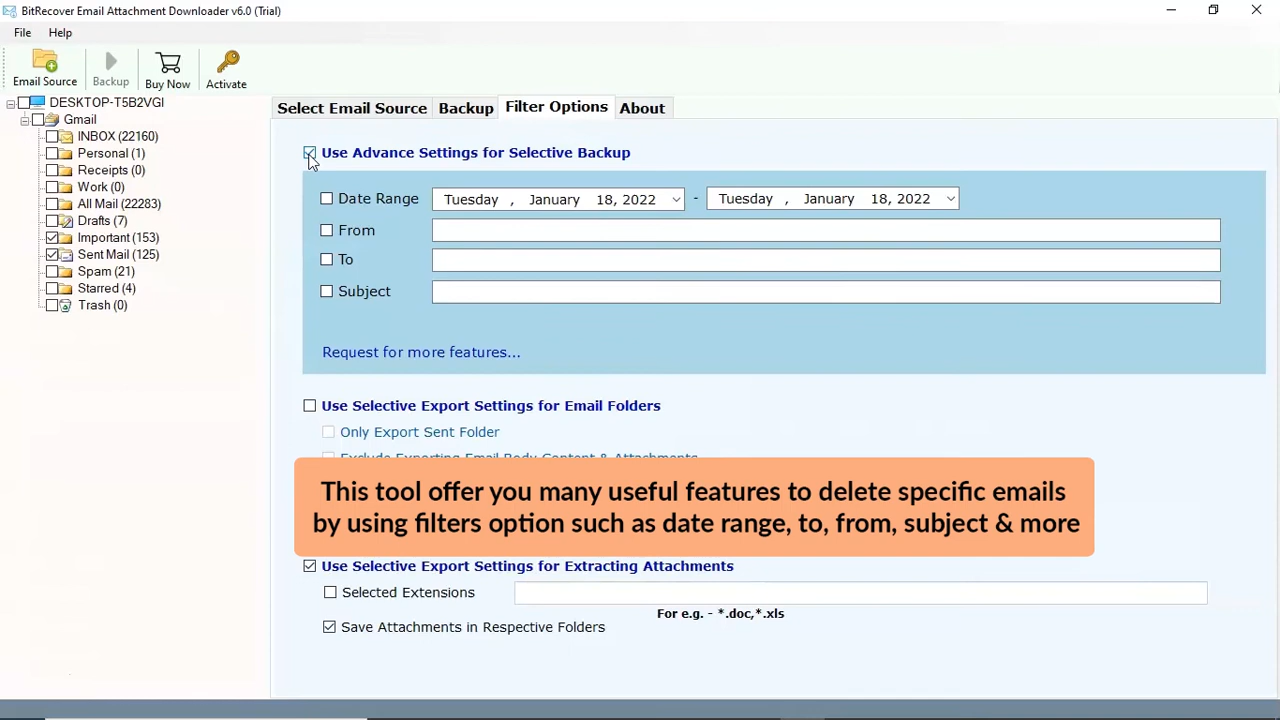 BitRecover Email Attachment Downloader v6.0 (Trial)
File Help
Email Source Backup Buy Now Activate
DESKTOP-T5B2VGI
Gmail
INBOX (22160)
Personal (1)
Receipts (0)
Work (0)
All Mail (22283)
Drafts (7)
Important (153)
Sent Mail (125)
Spam (21)
Starred (4)
Trash (0)
Select Email Source Backup Filter Options About
Use Advance Settings for Selective Backup
Date Range Tuesday , January 18, 2022 - Tuesday , January 18, 2022
From
To
Subject
Request for more features...
Use Selective Export Settings for Email Folders
Only Export Sent Folder
Exclude Exporting Email Body Content & Attachments
This tool offer you many useful features to delete specific emails
by using filters option such as date range, to, from, subject & more
Use Selective Export Settings for Extracting Attachments
Selected Extensions
For e.g. - *.doc,*.xls
Save Attachments in Respective Folders